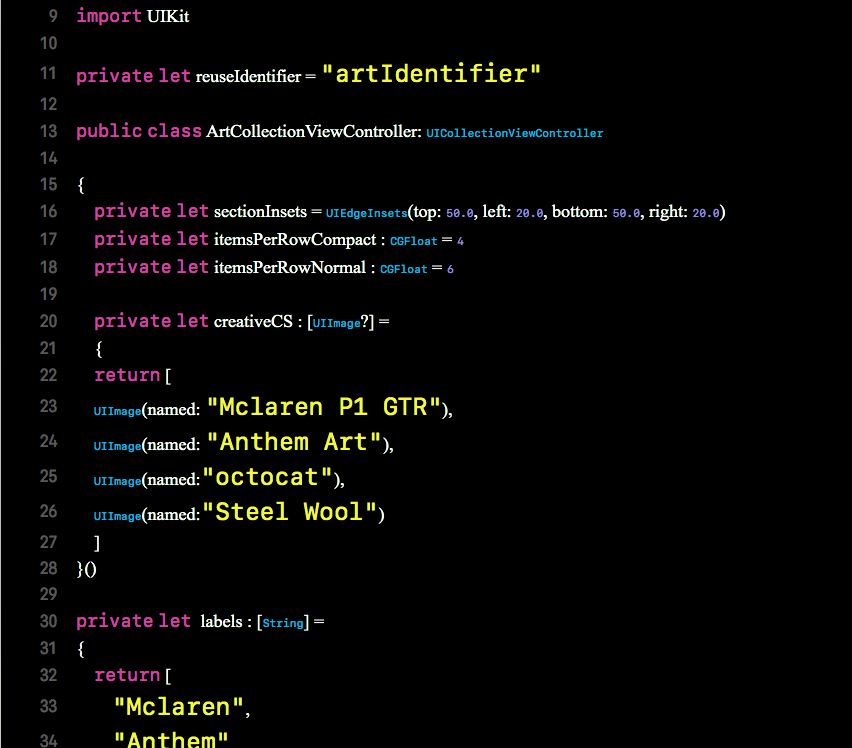 9 import UIKit
10
11 private let reuseIdentifier = "artIdentifier"
12
13 public class ArtCollectionViewController: UICollectionViewController
14
15 {
16 private let sectionInsets = UIEdgeInsets(top: 50.0, left: 20.0, bottom: 50.0, right: 20.0)
17 private let itemsPerRowCompact : CGFloat = 4
18 private let itemsPerRowNormal : CGFloat = 6
19
20 private let creativeCS : [UIImage?] =
21 {
22 return [
23 UIImage(named: "Mclaren P1 GTR"),
24 UIImage(named: "Anthem Art"),
25 UIImage(named:"octocat"),
26 UIImage(named:"Steel Wool")
27 ]
28 }()
29
30 private let labels : [String] =
31 {
32 return [
33 "Mclaren",
34 "Anthem"